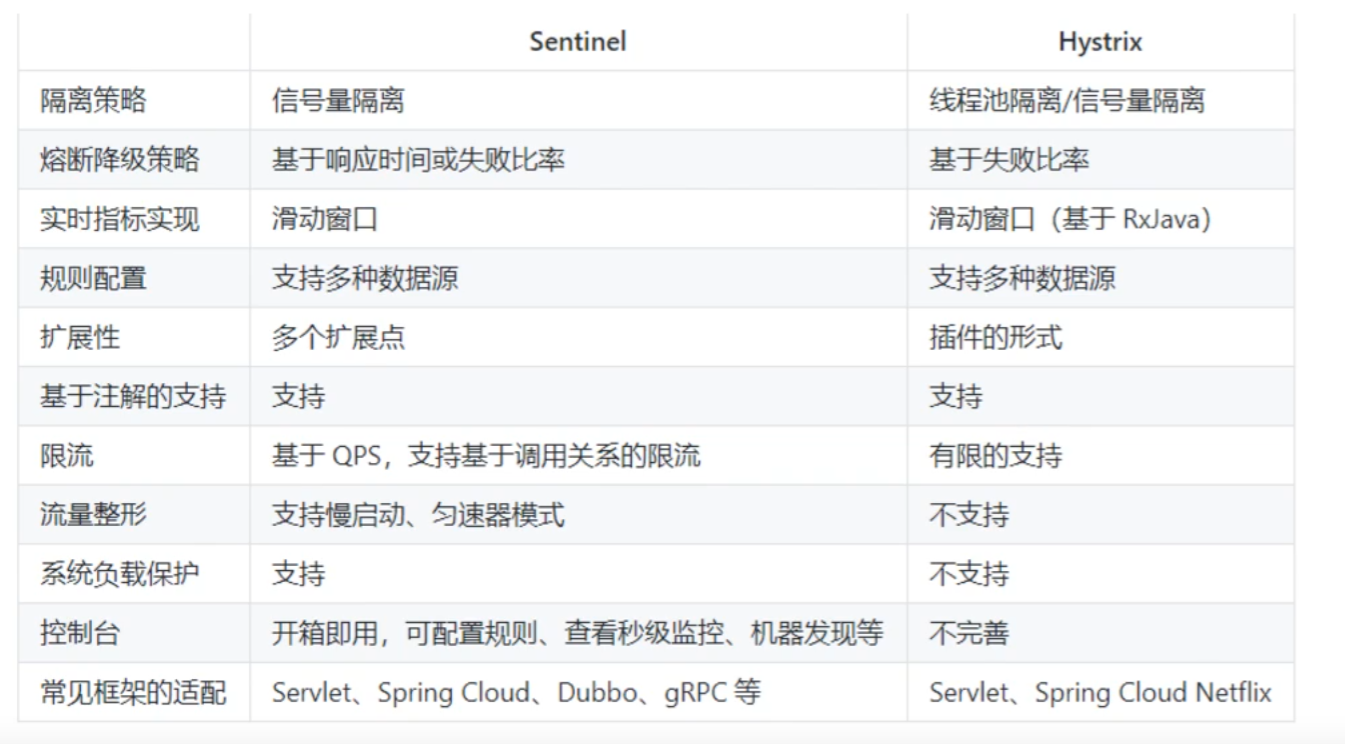 Sentinel Hystrix
隔离策略 信号量隔离 线程池隔离/信号量隔离
熔断降级策略 基于响应时间或失败比率 基于失败比率
实时指标实现 滑动窗口 滑动窗口（基于 RxJava）
规则配置 支持多种数据源 支持多种数据源
扩展性 多个扩展点 插件的形式
基于注解的支持 支持 支持
限流 基于 QPS，支持基于调用关系的限流 有限的支持
流量整形 支持慢启动、匀速器模式 不支持
系统负载保护 支持 不支持
控制台 开箱即用，可配置规则、查看秒级监控、机器发现等 不完善
常见框架的适配 Servlet、Spring Cloud、Dubbo、gRPC 等 Servlet、Spring Cloud Netflix